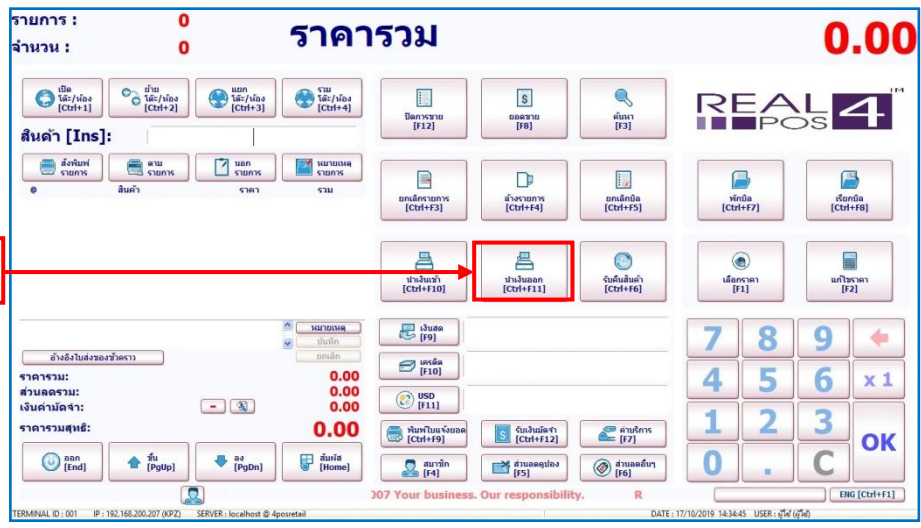 รายการ : 0
จำนวน : 0
ราคารวม
0.00
เปิด
โต๊ะ/ห้อง
[Ctrl+1]
ย้าย
โต๊ะ/ห้อง
[Ctrl+2]
แยก
โต๊ะ/ห้อง
[Ctrl+3]
รวม
โต๊ะ/ห้อง
[Ctrl+4]
ปิดการขาย
[F12]
ยอดขาย
[F8]
ค้นหา
[F3]
REAL
POS
4
TM
สินค้า [Ins]:
สั่งพิมพ์
รายการ
ตาม
รายการ
แยก
รายการ
หมายเหตุ
รายการ
@ สินค้า ราคา รวม
ยกเลิกรายการ
[Ctrl+F3]
ล้างรายการ
[Ctrl+F4]
ยกเลิกบิล
[Ctrl+F5]
พักบิล
[Ctrl+F7]
เรียกบิล
[Ctrl+F8]
นำเงินเข้า
[Ctrl+F10]
นำเงินออก
[Ctrl+F11]
รับคืนสินค้า
[Ctrl+F6]
เลือกราคา
[F1]
แก้ไขราคา
[F2]
หมายเหตุ
บันทึก
ยกเลิก
อ้างอิงใบส่งของชั่วคราว
ราคารวม: 0.00
ส่วนลดรวม: 0.00
เงินค่ามัดจำ: - 0.00
ราคารวมสุทธิ: 0.00
เงินสด
[F9]
เครดิต
[F10]
USD
[F11]
7 8 9
4 5 6 x 1
1 2 3
0 . C OK
พิมพ์ใบแจ้งยอด
[Ctrl+F9]
รับเงินมัดจำ
[Ctrl+F12]
ค่าบริการ
[F7]
ออก
[End]
ขึ้น
[PgUp]
ลง
[PgDn]
สัมผัส
[Home]
สมาชิก
[F4]
ส่วนลดคูปอง
[F5]
ส่วนลดอื่นๆ
[F6]
007 Your business. Our responsibility. R
ENG [Ctrl+F1]
TERMINAL ID : 001 IP : 192.168.200.207 (KPZ) SERVER : localhost @ 4posretail DATE : 17/10/2019 14:34:45 USER : ผู้ใช้ (ผู้ใช้)